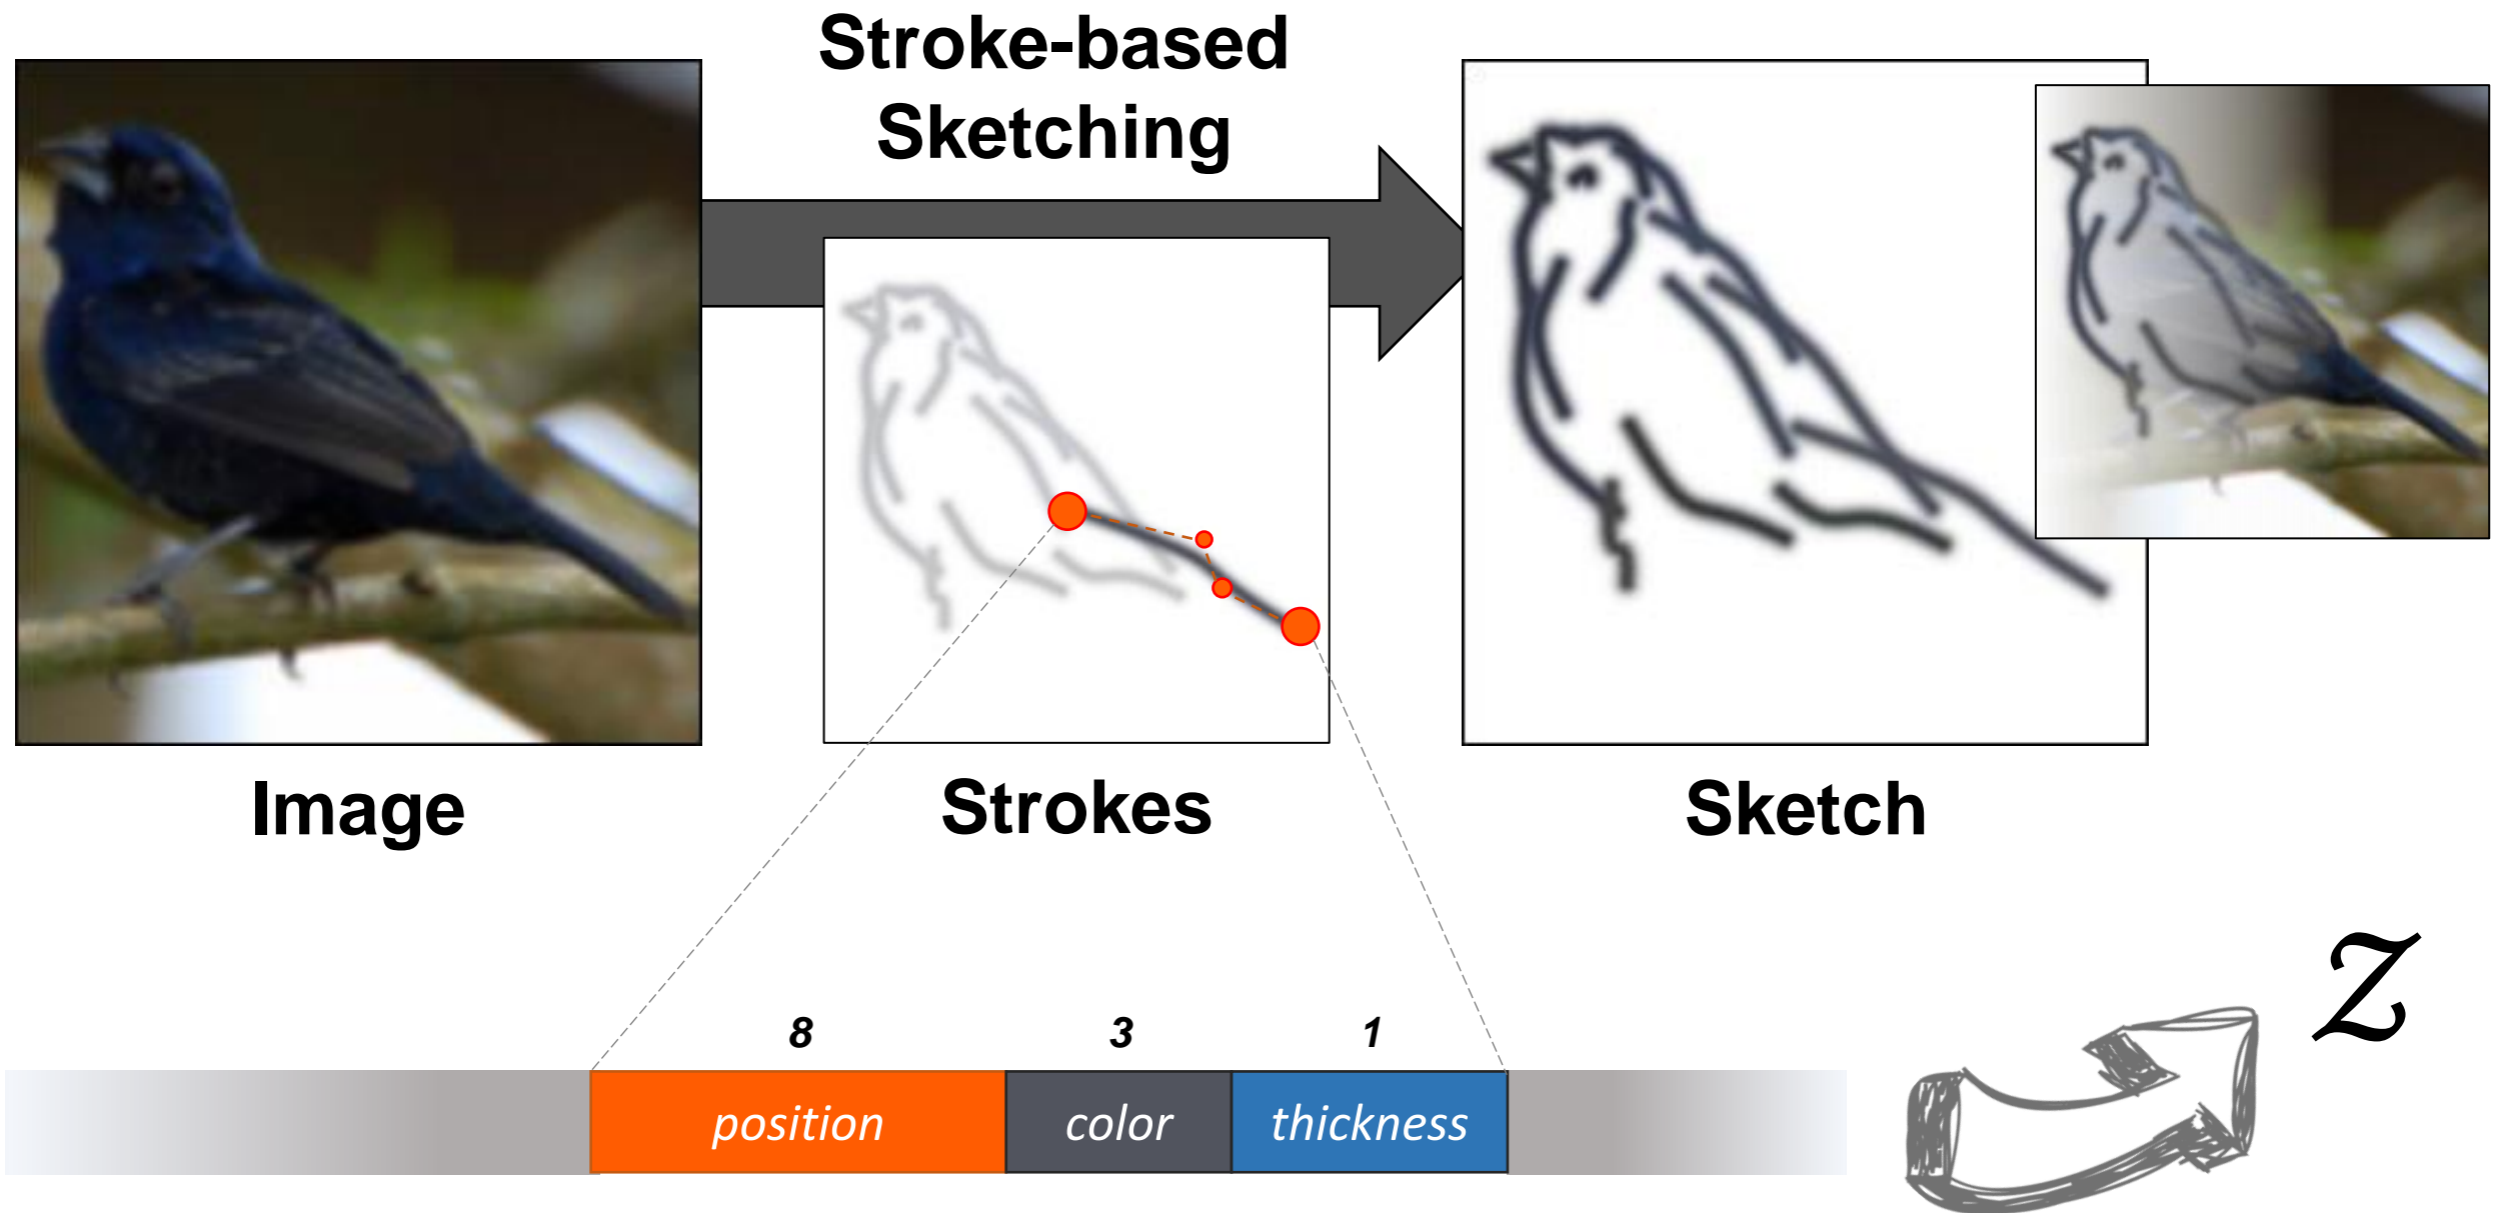 Stroke-based
Sketching
Image
Strokes
Sketch
8 3 1
position color thickness
𝒵